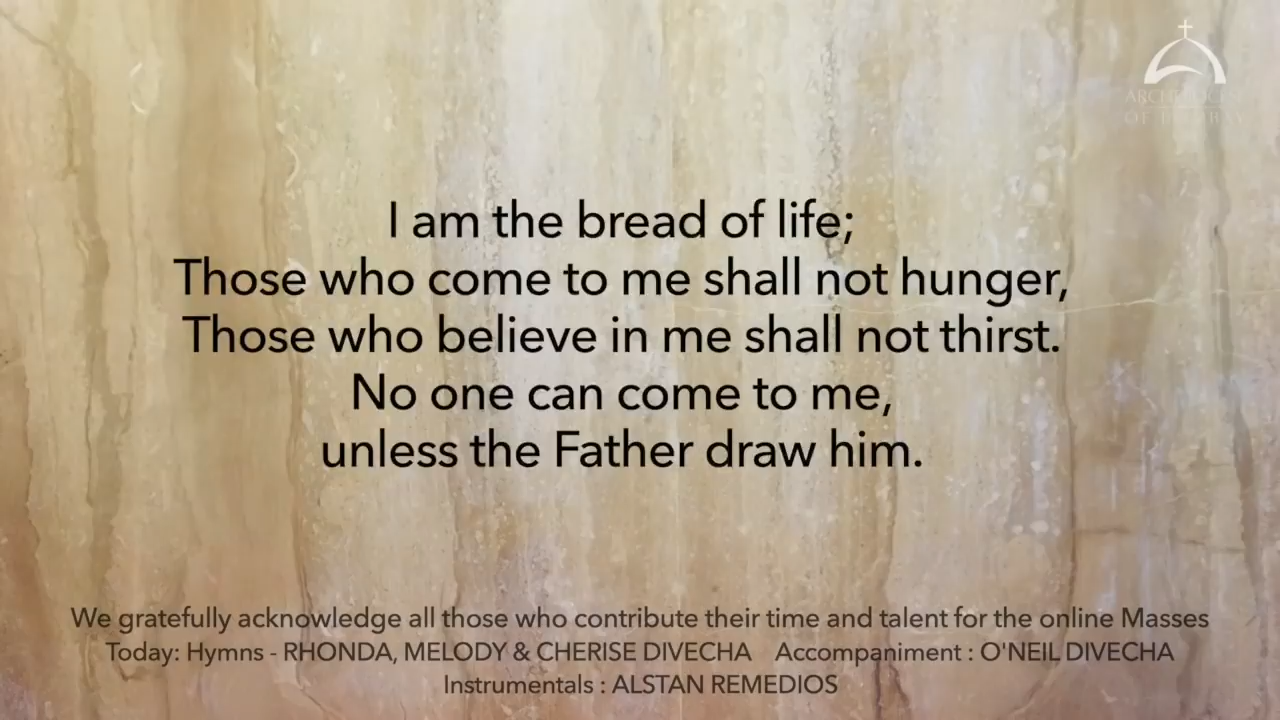 I am the bread of life;
Those who come to me shall not hunger,
Those who believe in me shall not thirst.
No one can come to me,
unless the Father draw him.
We gratefully acknowledge all those who contribute their time and talent for the online Masses
Today: Hymns - RHONDA, MELODY & CHERISE DIVECHA Accompaniment : O'NEIL DIVECHA
Instrumentals : ALSTAN REMEDIOS